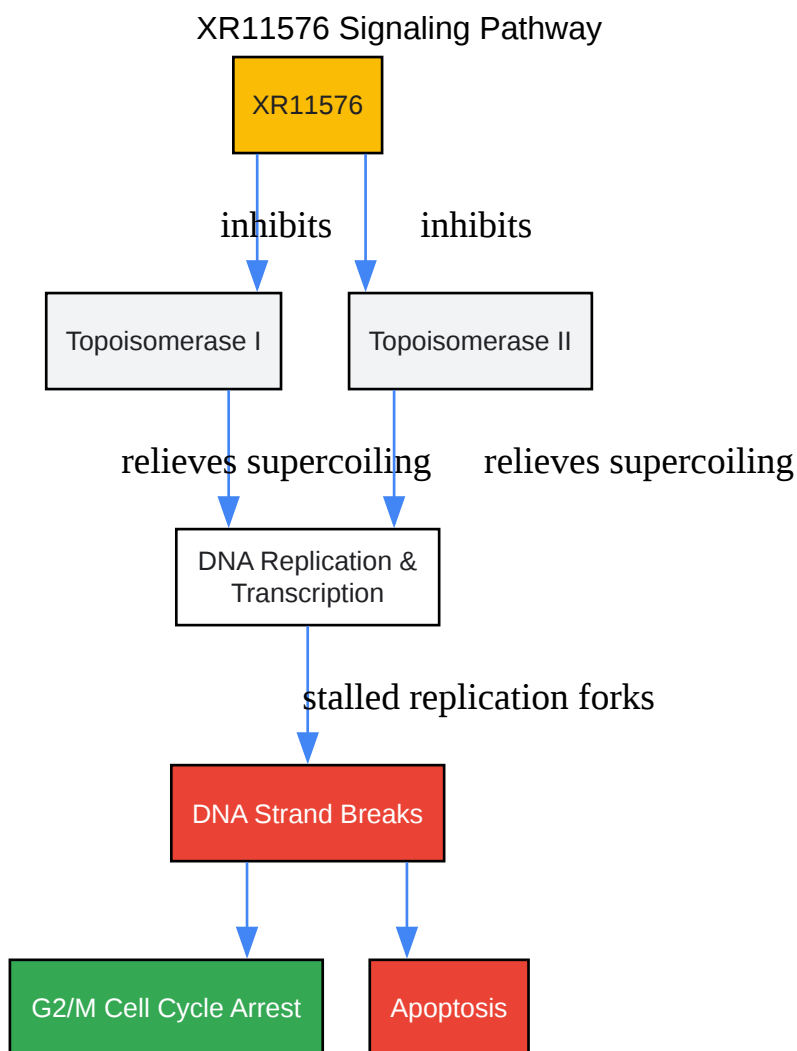 XR11576 Signaling Pathway
XR11576
inhibits
inhibits
Topoisomerase I
Topoisomerase II
relieves supercoiling
relieves supercoiling
DNA Replication &
Transcription
stalled replication forks
DNA Strand Breaks
G2/M Cell Cycle Arrest
Apoptosis